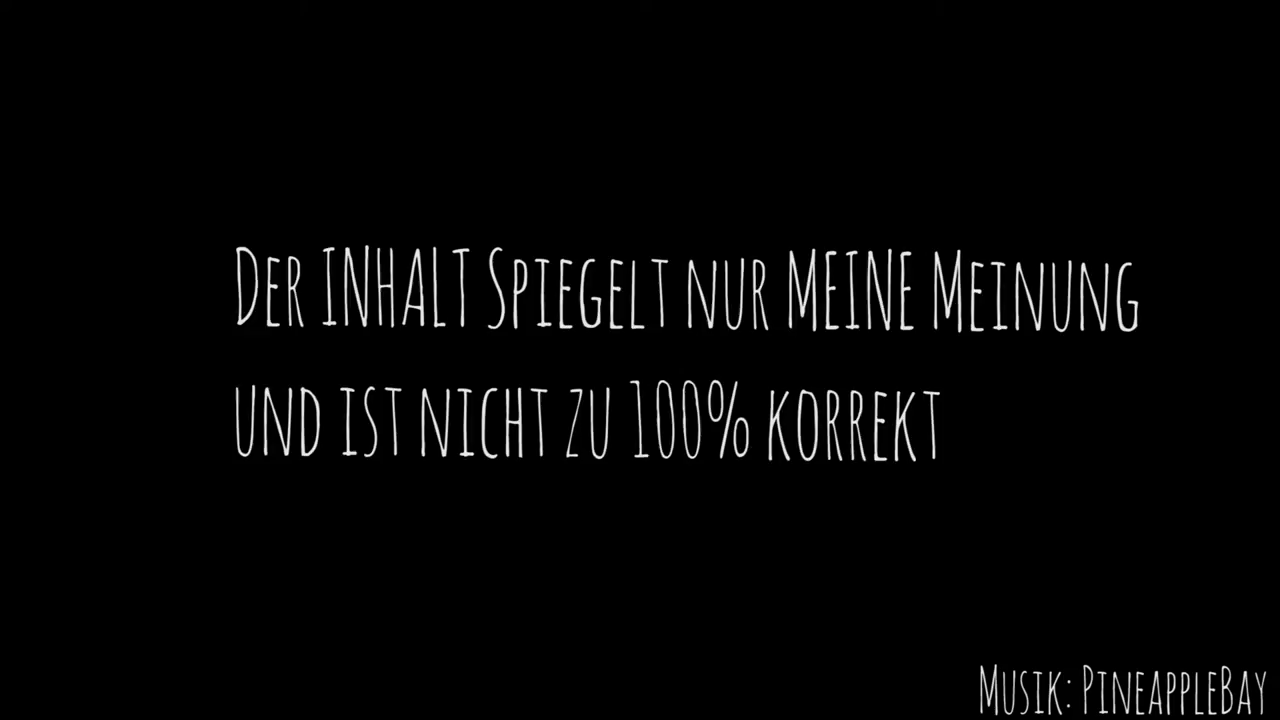 Der INHALT Spiegelt nur MEINE Meinung
und ist nicht zu 100% korrekt
Musik: PineappleBay